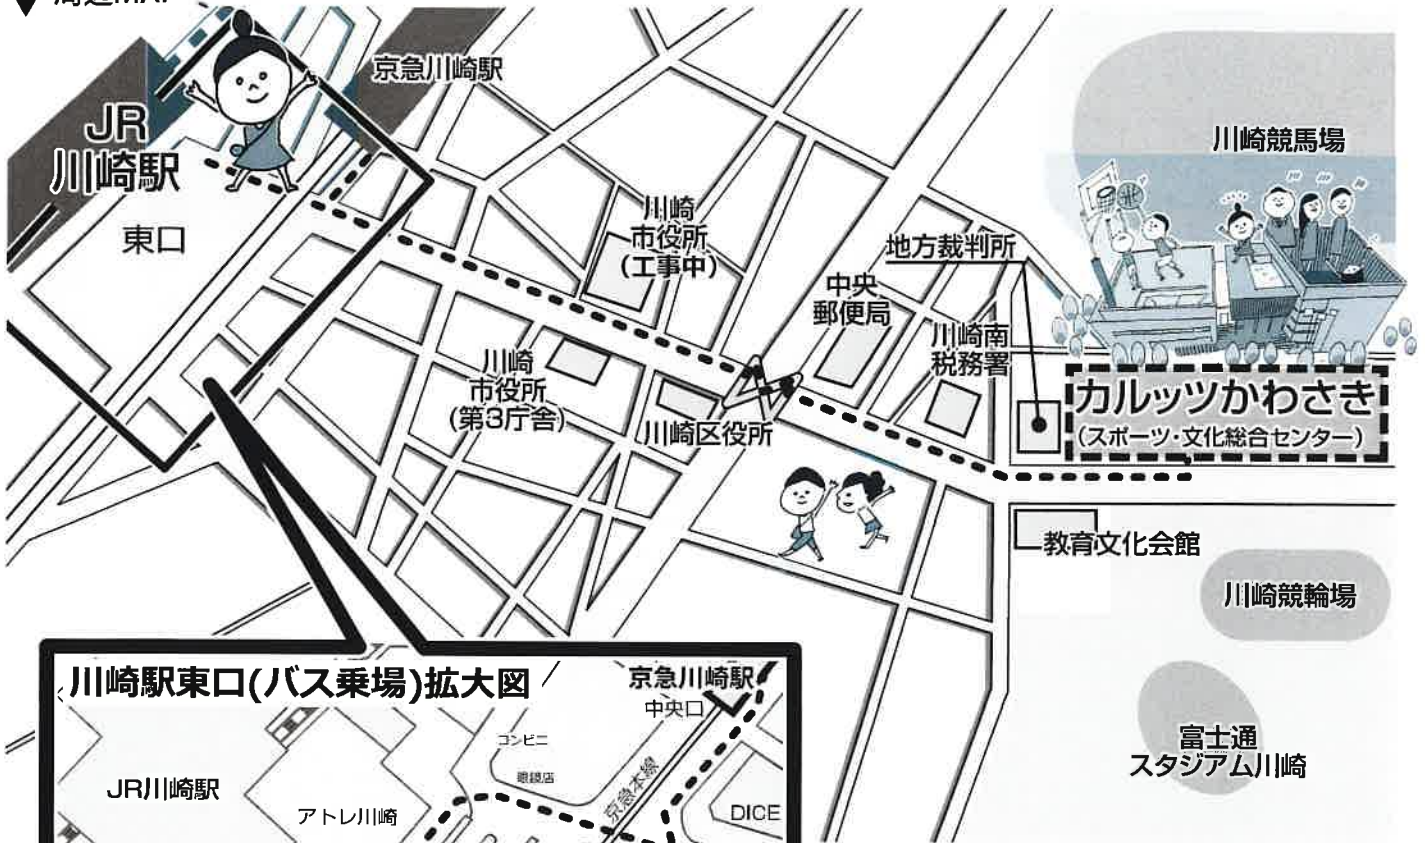 周辺MAP
京急川崎駅
JR
川崎駅
東口
川崎競馬場
川崎
市役所
(工事中)
地方裁判所
中央
郵便局
川崎南
税務署
川崎
市役所
(第3庁舎)
川崎区役所
カルッツかわさき
(スポーツ・文化総合センター)
教育文化会館
川崎競輪場
富士通
スタジアム川崎
川崎駅東口(バス乗場)拡大図
京急川崎駅
中央口
コンビニ
眼鏡店
京急本線
JR川崎駅
アトレ川崎
DICE